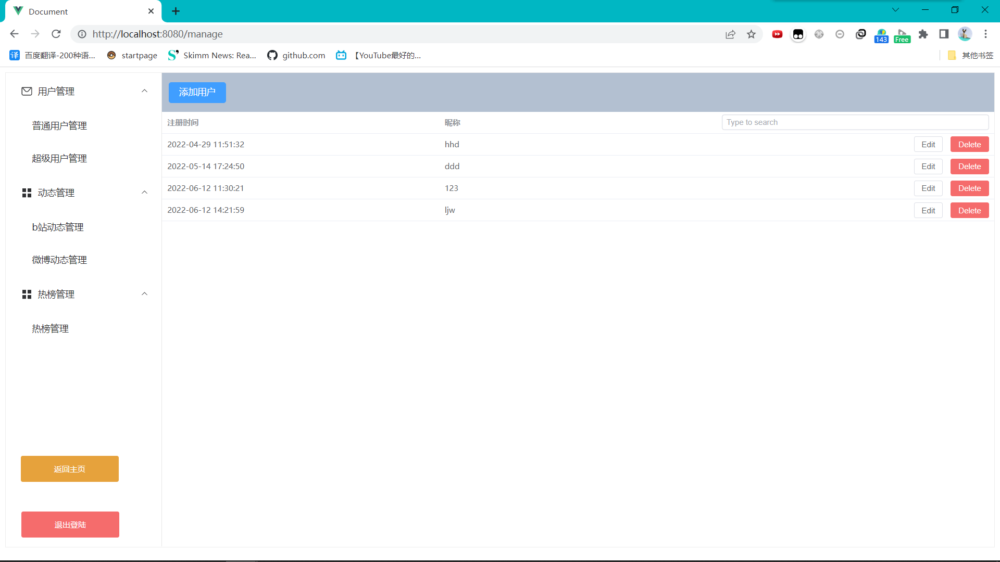 Document
http://localhost:8080/manage
143
Free
译 百度翻译-200种语...
startpage
Skimm News: Rea...
github.com
【YouTube最好的...
其他书签
用户管理
普通用户管理
超级用户管理
动态管理
b站动态管理
微博动态管理
热榜管理
热榜管理
返回主页
退出登陆
添加用户
注册时间 昵称 Type to search
2022-04-29 11:51:32 hhd Edit Delete
2022-05-14 17:24:50 ddd Edit Delete
2022-06-12 11:30:21 123 Edit Delete
2022-06-12 14:21:59 ljw Edit Delete